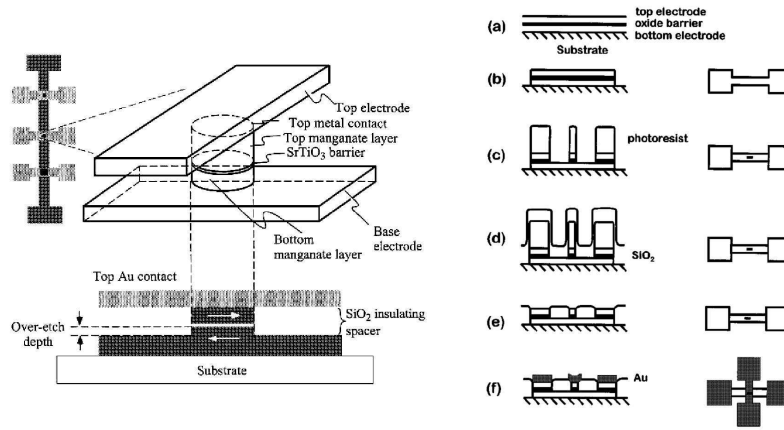 Top electrode
Top metal contact
Top manganate layer
SrTiO₃ barrier
Bottom
manganate layer
Base
electrode
Top Au contact
SiO₂ insulating
spacer
Over-etch
depth
Substrate
(a)
top electrode
oxide barrier
bottom electrode
Substrate
(b)
(c)
photoresist
(d)
SiO₂
(e)
(f)
Au